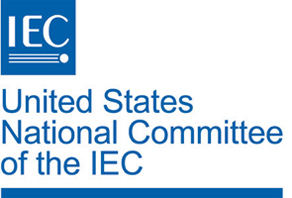 IEC
United States
National Committee
of the IEC